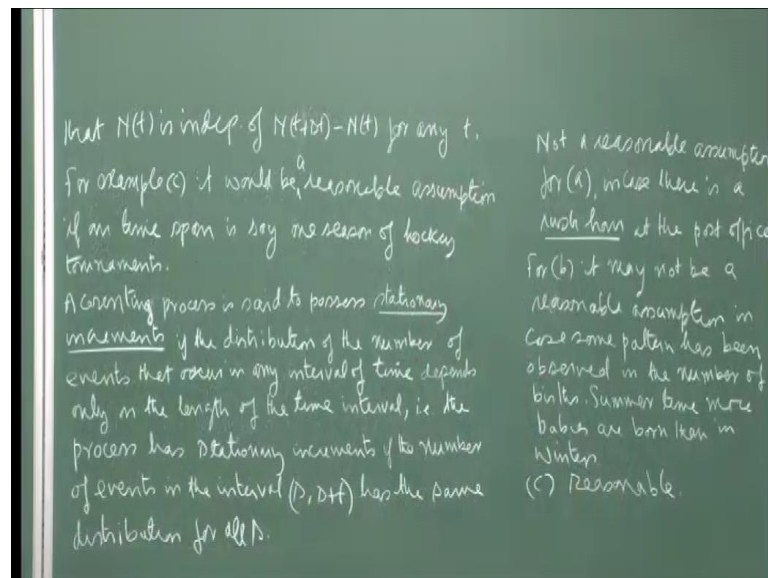 that N(t) is indep. of N(t+s)-N(t) for any t.
For example (c) it would be a reasonable assumption
if our time span is say one season of hockey
tournaments.
A Counting process is said to possess stationary
increments if the distribution of the number of
events that occur in any interval of time depends
only on the length of the time interval, i.e. the
process has stationary increments if the number
of events in the interval (s, s+t) has the same
distribution for all s.
Not a reasonable assumption
for (a), in case there is a
rush hour at the post office
For (b) it may not be a
reasonable assumption in
case some pattern has been
observed in the number of
births. Summer time more
babies are born than in
winter
(c) Reasonable.